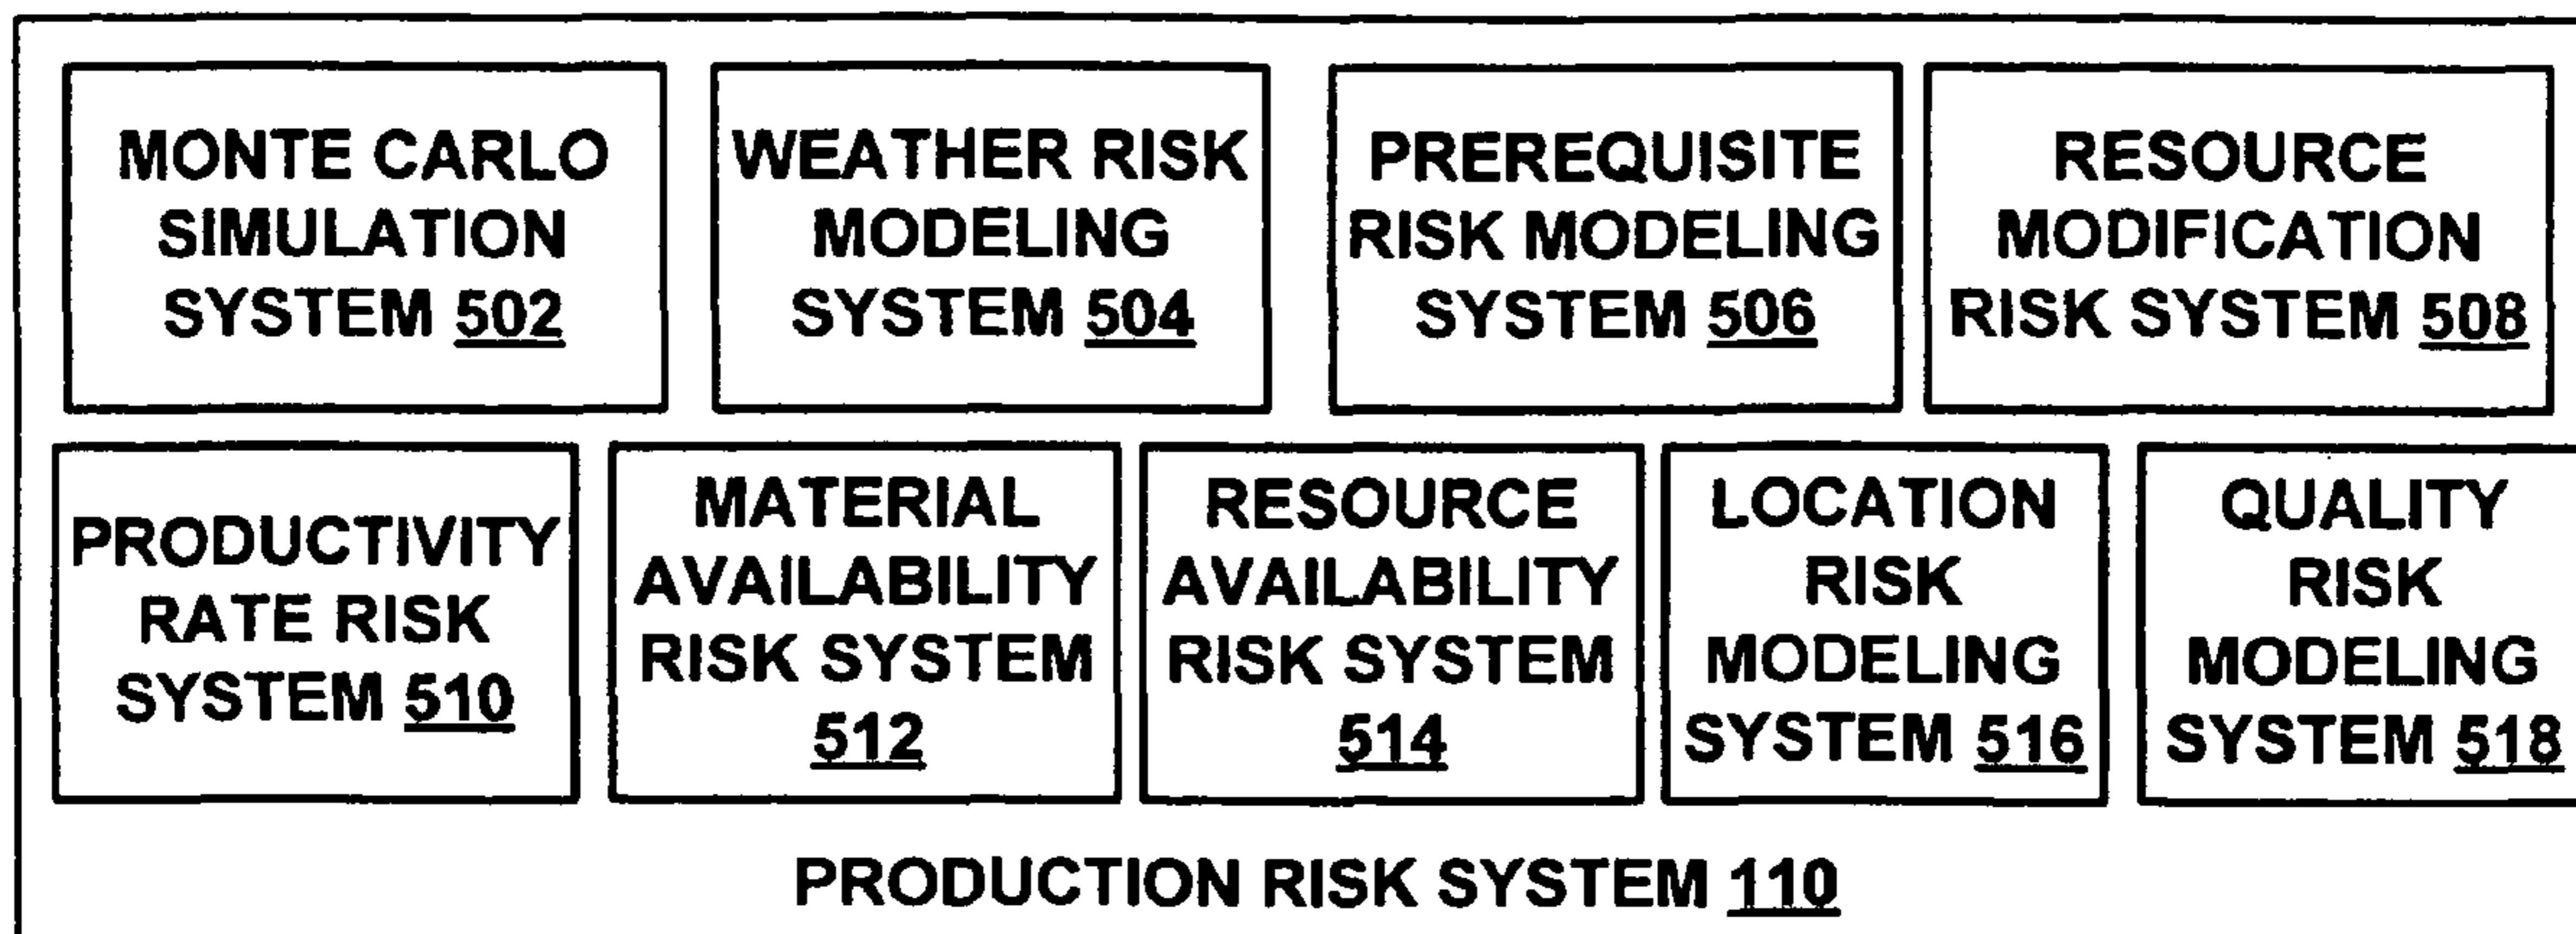 MONTE CARLO
SIMULATION
SYSTEM 502
WEATHER RISK
MODELING
SYSTEM 504
PREREQUISITE
RISK MODELING
SYSTEM 506
RESOURCE
MODIFICATION
RISK SYSTEM 508
PRODUCTIVITY
RATE RISK
SYSTEM 510
MATERIAL
AVAILABILITY
RISK SYSTEM
512
RESOURCE
AVAILABILITY
RISK SYSTEM
514
LOCATION
RISK
MODELING
SYSTEM 516
QUALITY
RISK
MODELING
SYSTEM 518
PRODUCTION RISK SYSTEM 110